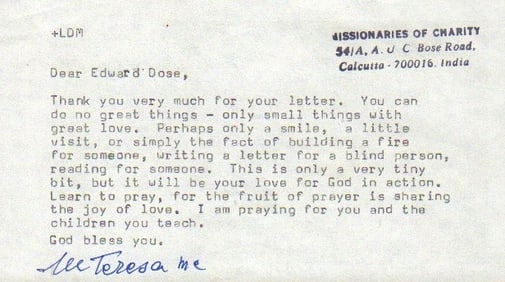 +LDM
MISSIONARIES OF CHARITY
54/A, A. J C Bose Road,
Calcutta - 700016. India
Dear Edward Dose,
Thank you very much for your letter. You can
do no great things - only small things with
great love. Perhaps only a smile, a little
visit, or simply the fact of building a fire
for someone, writing a letter for a blind person,
reading for someone. This is only a very tiny
bit, but it will be your love for God in action.
Learn to pray, for the fruit of prayer is sharing
the joy of love. I am praying for you and the
children you teach.
God bless you.
M Teresa mc